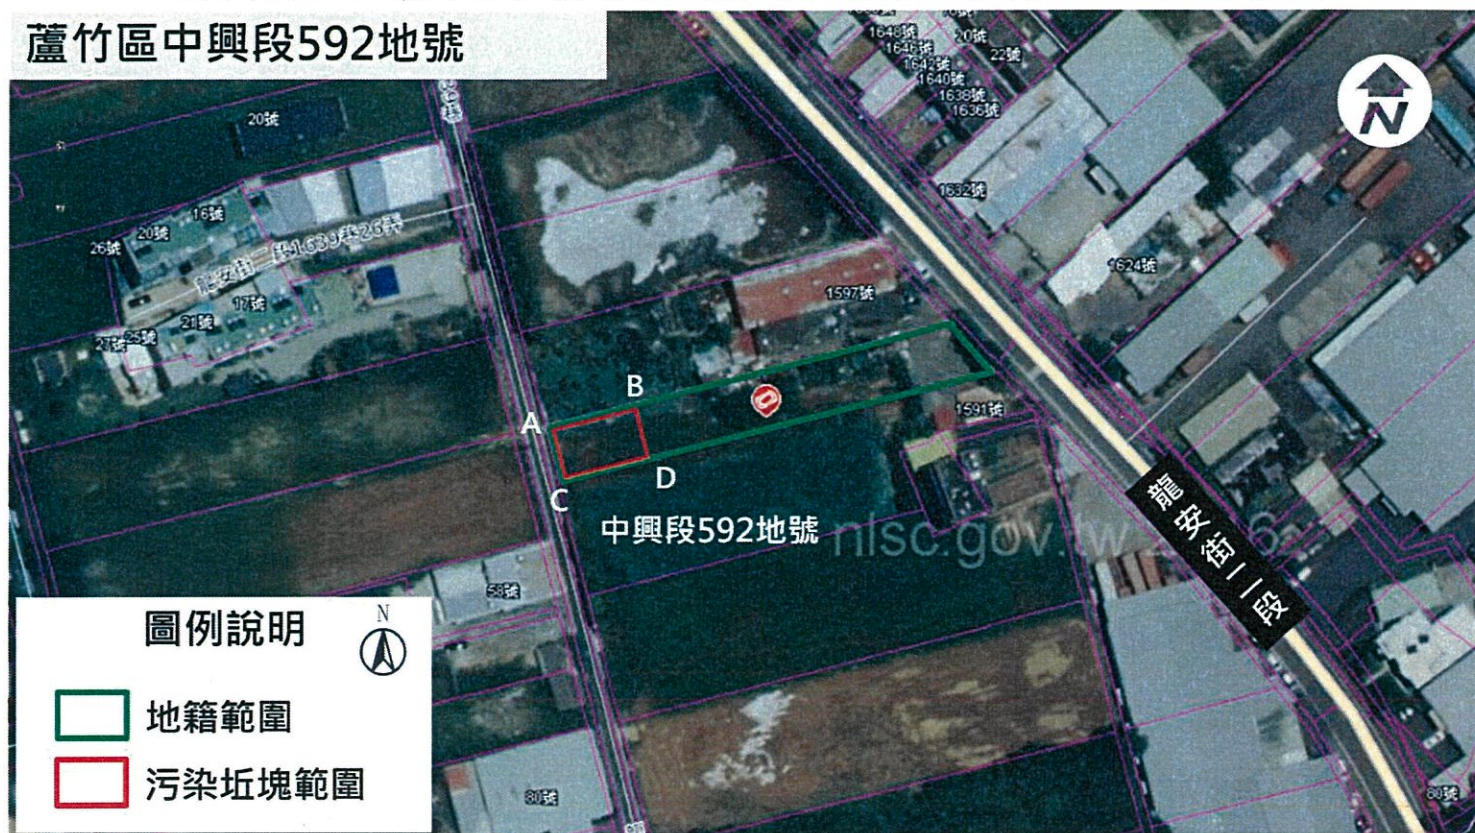 蘆竹區中興段592地號
1648號
1646號
1642號
1640號
1638號
1636號
20號
22號
N
20號
16號
20號
26號
龍安街二段1639巷26弄
17號
21號
25號
27號
1632號
1624號
1597號
B
A
1591號
D
C
中興段592地號
nlsc.gov.tw
龍安街二段
58號
圖例說明
N
地籍範圍
污染坵塊範圍
80號
80號